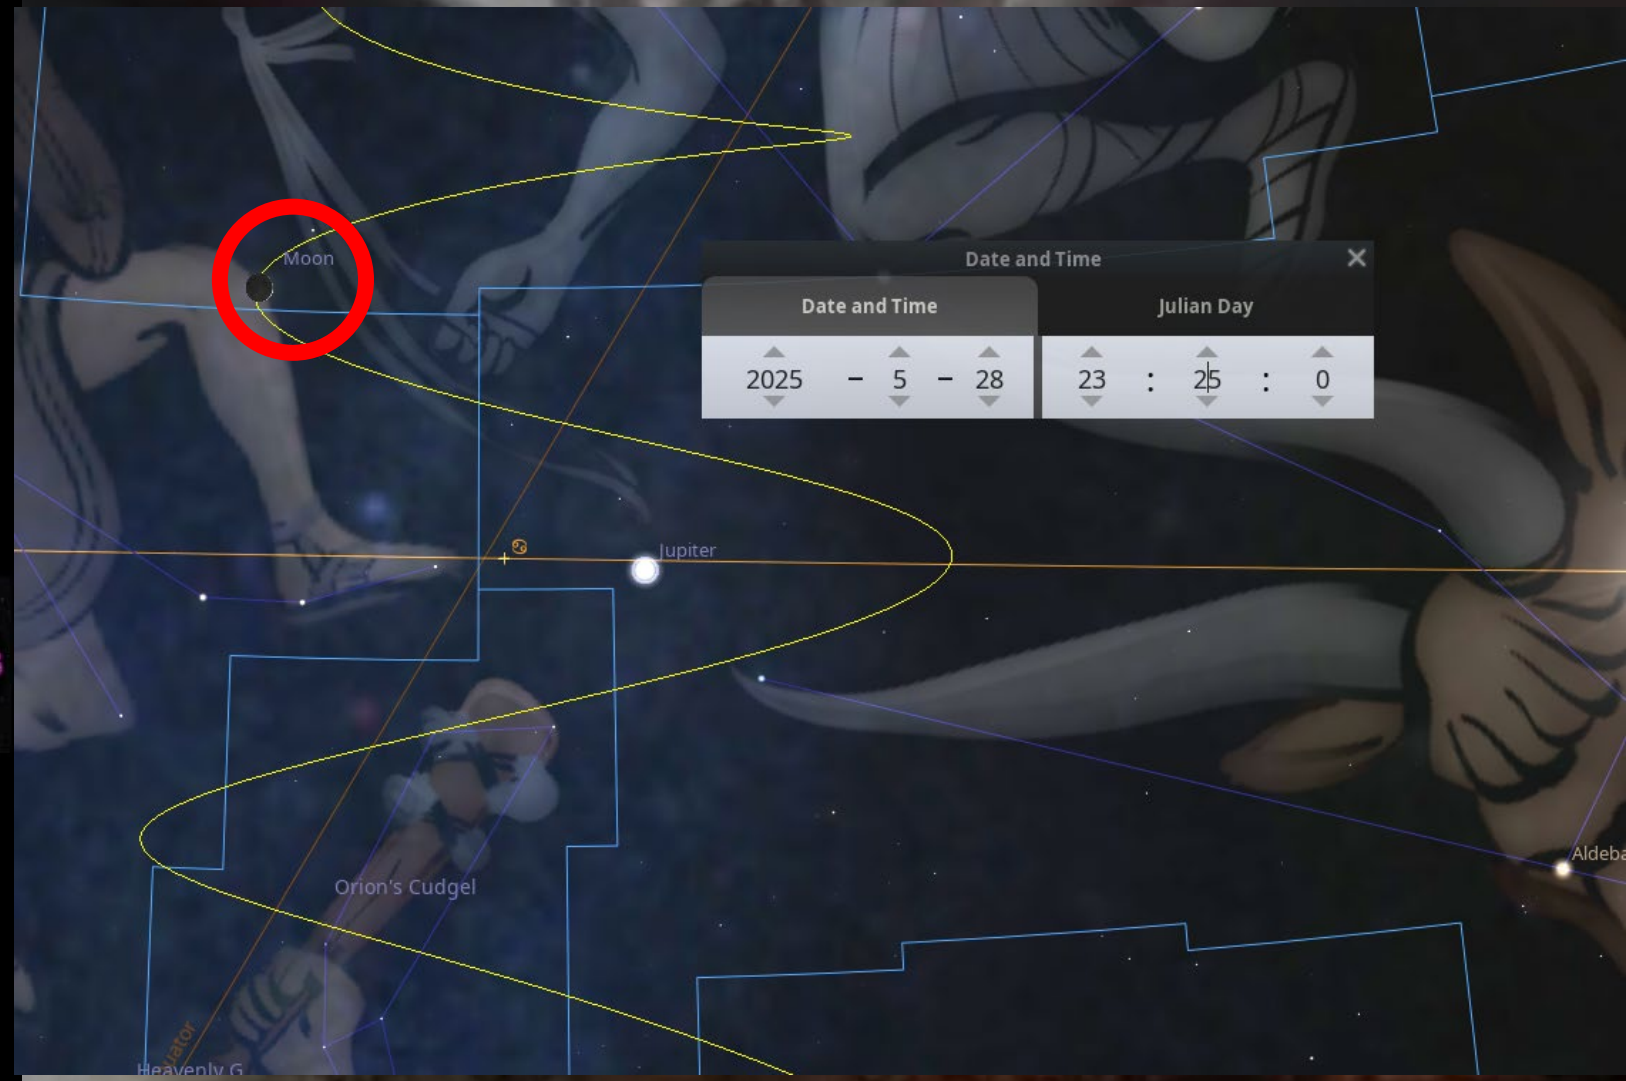 Moon
Date and Time
Date and Time
Julian Day
2025 - 5 - 28
23 : 25 : 0
Jupiter
Aldeba
Orion's Cudgel
uator
Heavenly G